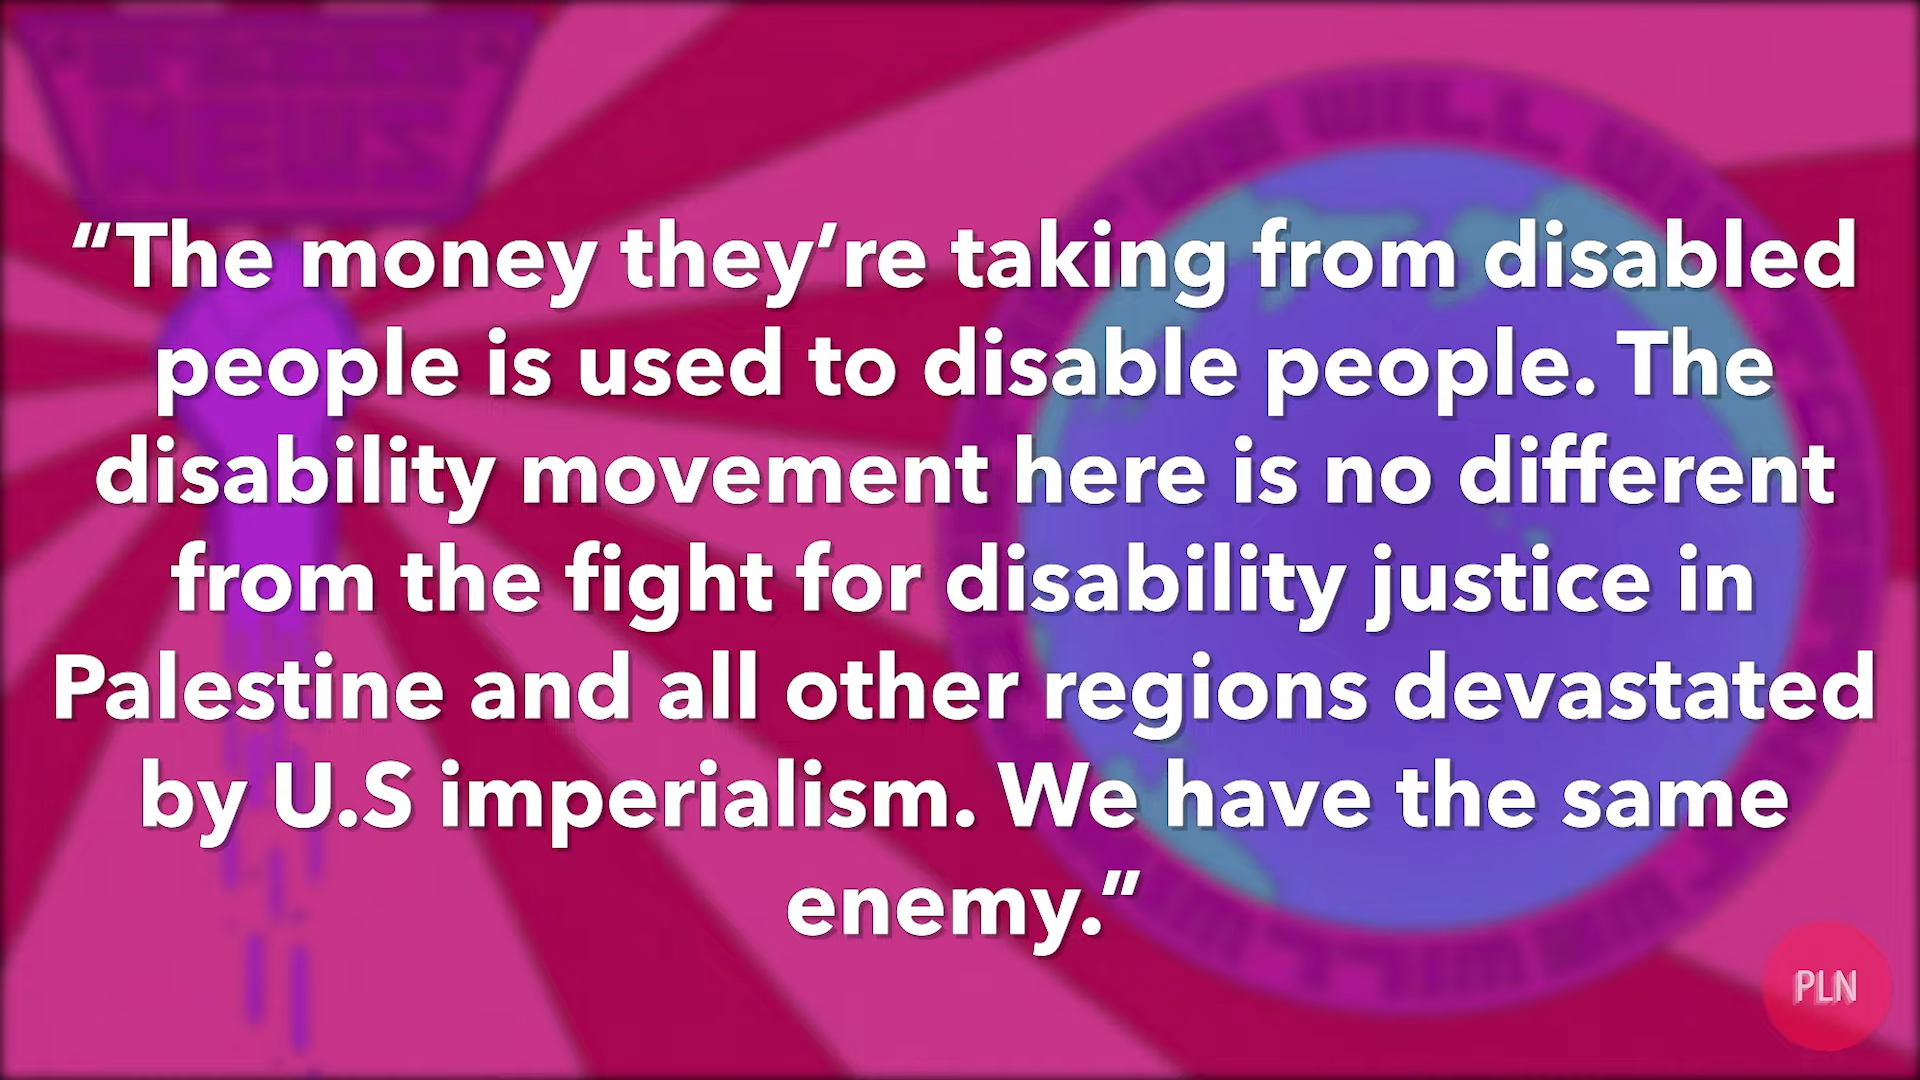 NEWS
“The money they’re taking from disabled
people is used to disable people. The
disability movement here is no different
from the fight for disability justice in
Palestine and all other regions devastated
by U.S imperialism. We have the same
enemy.”
PLN